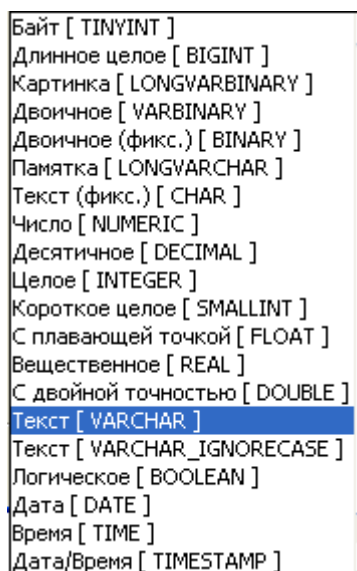 Байт [ TINYINT ]
Длинное целое [ BIGINT ]
Картинка [ LONGVARBINARY ]
Двоичное [ VARBINARY ]
Двоичное (фикс.) [ BINARY ]
Памятка [ LONGVARCHAR ]
Текст (фикс.) [ CHAR ]
Число [ NUMERIC ]
Десятичное [ DECIMAL ]
Целое [ INTEGER ]
Короткое целое [ SMALLINT ]
С плавающей точкой [ FLOAT ]
Вещественное [ REAL ]
С двойной точностью [ DOUBLE ]
Текст [ VARCHAR ]
Текст [ VARCHAR_IGNORECASE ]
Логическое [ BOOLEAN ]
Дата [ DATE ]
Время [ TIME ]
Дата/Время [ TIMESTAMP ]